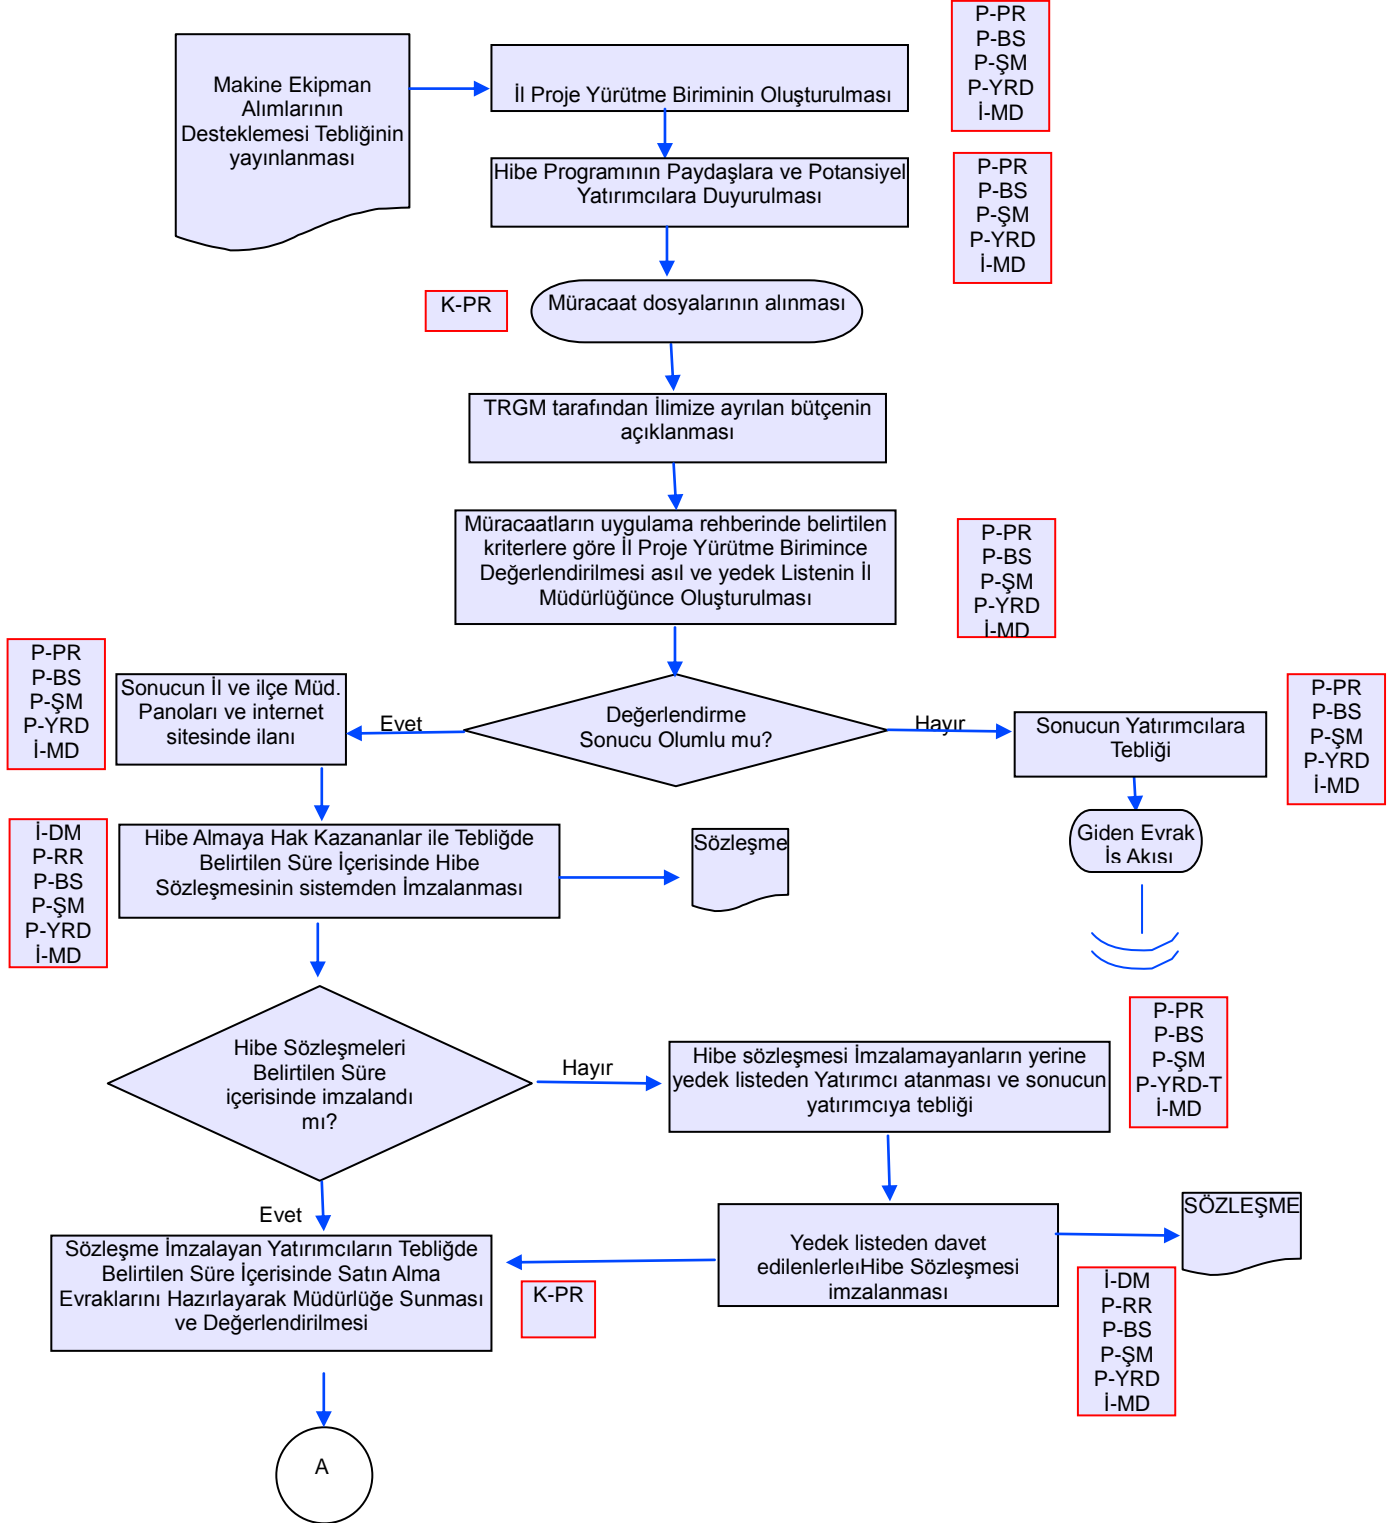 P-PR
P-BS
P-ŞM
P-YRD
İ-MD
Makine Ekipman
Alımlarının
Desteklemesi Tebliğinin
yayınlanması
İl Proje Yürütme Biriminin Oluşturulması
Hibe Programının Paydaşlara ve Potansiyel
Yatırımcılara Duyurulması
P-PR
P-BS
P-ŞM
P-YRD
İ-MD
K-PR
Müracaat dosyalarının alınması
TRGM tarafından İlimize ayrılan bütçenin
açıklanması
Müracaatların uygulama rehberinde belirtilen
kriterlere göre İl Proje Yürütme Birimince
Değerlendirilmesi asıl ve yedek Listenin İl
Müdürlüğünce Oluşturulması
P-PR
P-BS
P-ŞM
P-YRD
İ-MD
P-PR
P-BS
P-ŞM
P-YRD
İ-MD
Sonucun İl ve ilçe Müd.
Panoları ve internet
sitesinde ilanı
Evet
Değerlendirme
Sonucu Olumlu mu?
Hayır
Sonucun Yatırımcılara
Tebliği
P-PR
P-BS
P-ŞM
P-YRD
İ-MD
İ-DM
P-RR
P-BS
P-ŞM
P-YRD
İ-MD
Hibe Almaya Hak Kazananlar ile Tebliğde
Belirtilen Süre İçerisinde Hibe
Sözleşmesinin sistemden İmzalanması
Sözleşme
Giden Evrak
İş Akışı
Hibe Sözleşmeleri
Belirtilen Süre
içerisinde imzalandı
mı?
Hayır
Hibe sözleşmesi İmzalamayanların yerine
yedek listeden Yatırımcı atanması ve sonucun
yatırımcıya tebliği
P-PR
P-BS
P-ŞM
P-YRD-T
İ-MD
Evet
Sözleşme İmzalayan Yatırımcıların Tebliğde
Belirtilen Süre İçerisinde Satın Alma
Evraklarını Hazırlayarak Müdürlüğe Sunması
ve Değerlendirilmesi
K-PR
Yedek listeden davet
edilenlerleıHibe Sözleşmesi
imzalanması
SÖZLEŞME
İ-DM
P-RR
P-BS
P-ŞM
P-YRD
İ-MD
A